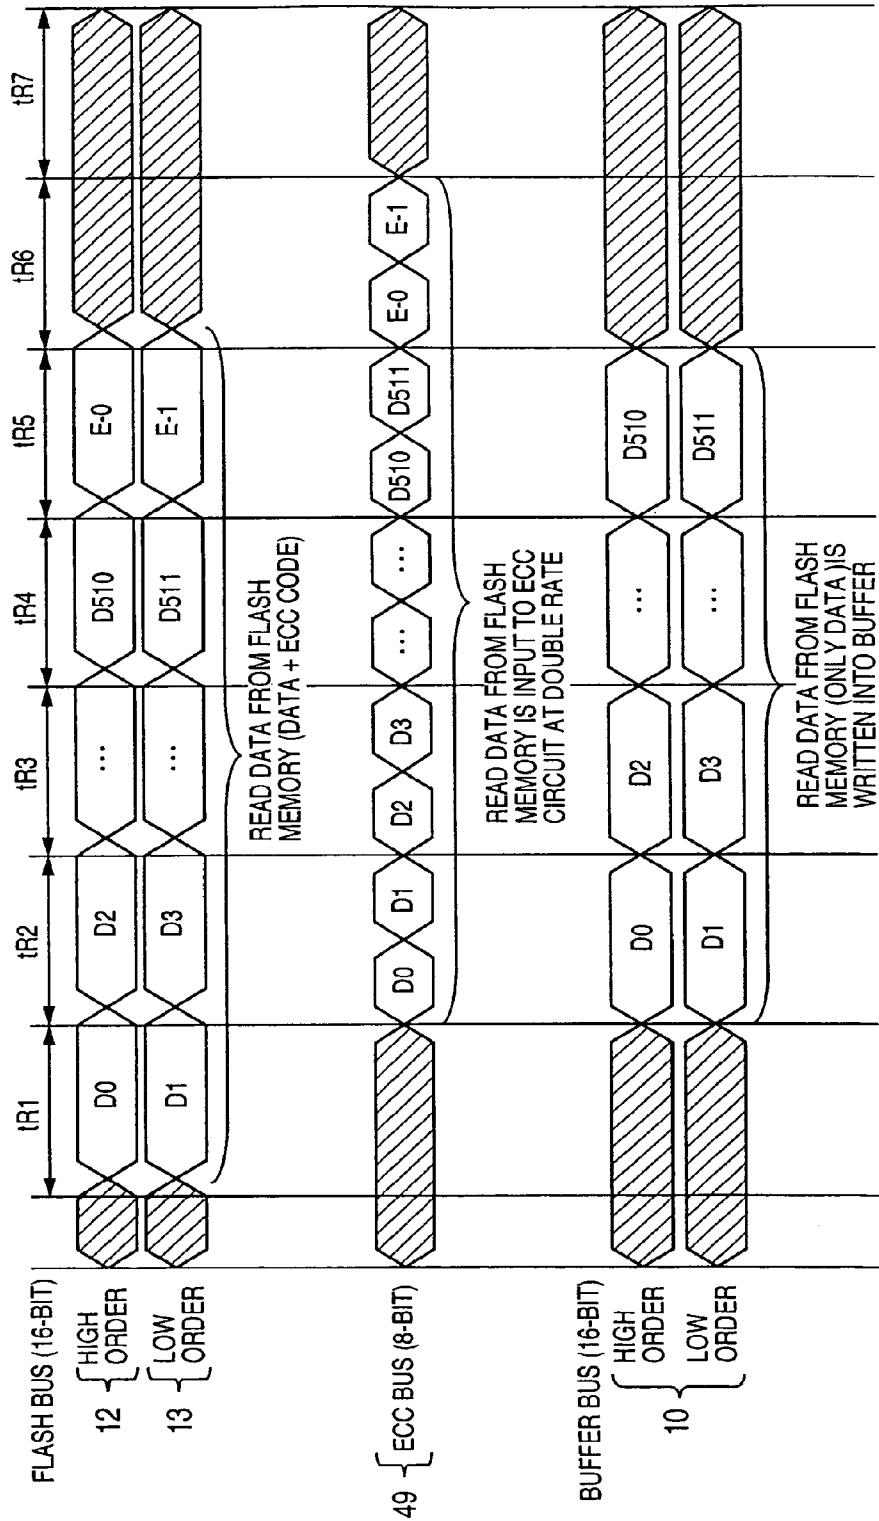 tR1 tR2 tR3 tR4 tR5 tR6 tR7
FLASH BUS (16-BIT)
12 HIGH ORDER D0 D2 ... D510 E-0
13 LOW ORDER D1 D3 ... D511 E-1
READ DATA FROM FLASH
MEMORY (DATA + ECC CODE)
49 ECC BUS (8-BIT) D0 D1 D2 D3 ... ... D510 D511 E-0 E-1
READ DATA FROM FLASH
MEMORY IS INPUT TO ECC
CIRCUIT AT DOUBLE RATE
BUFFER BUS (16-BIT)
HIGH ORDER D0 D2 ... D510
10
LOW ORDER D1 D3 ... D511
READ DATA FROM FLASH
MEMORY (ONLY DATA )IS
WRITTEN INTO BUFFER